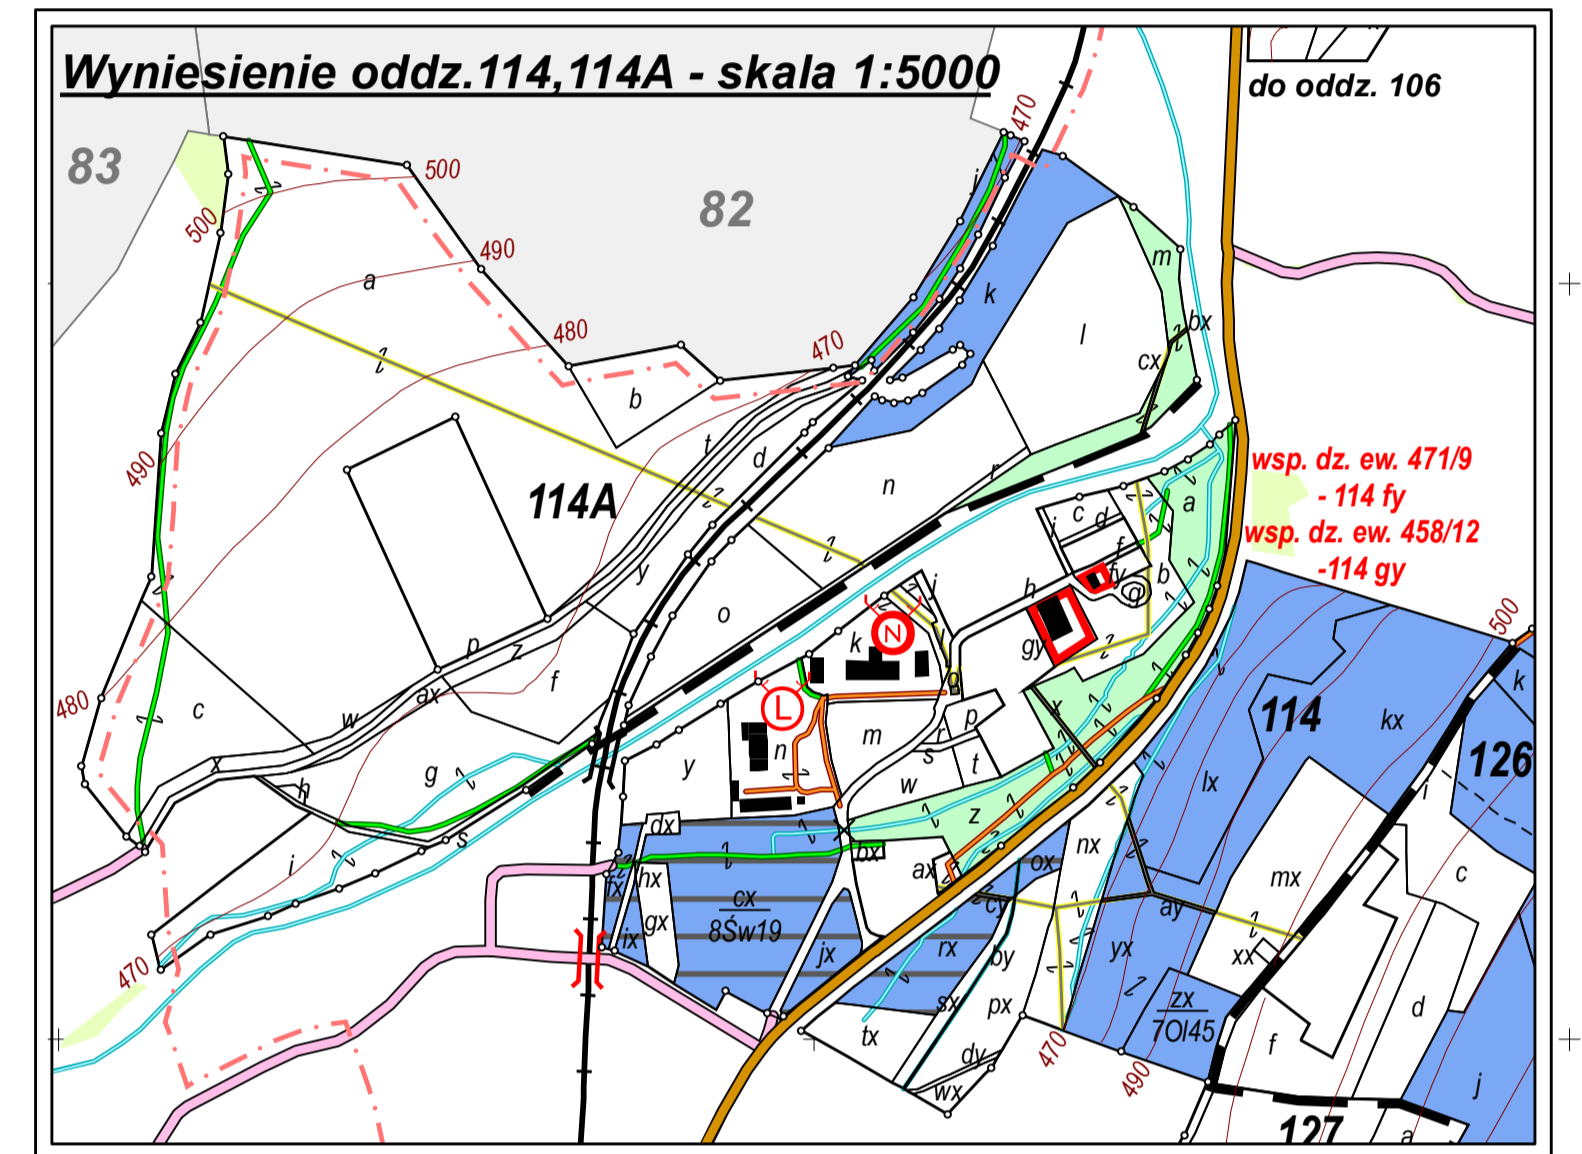 Wyniesienie oddz.114,114A - skala 1:5000
do oddz. 106
470
83
82
500
500
490
480
470
j
a
b
k
l
m
bx
cx
t
d
n
r
490
114A
wsp. dz. ew. 471/9
- 114 fy
wsp. dz. ew. 458/12
-114 gy
a
c
d
i
f
fy
g
b
h
j
y
o
k
N
l
gy
500
p
z
ax
f
w
c
480
x
h
g
i
s
470
L
o
p
r
s
m
n
t
w
y
x
z
114
kx
lx
k
126
i
dx
bx
ax
fx
hx
gx
ix
cx
8Św19
jx
ox
nx
cy
rx
by
sx
px
tx
dy
wx
mx
ay
yx
xx
zx
7Ol45
c
d
f
j
470
490
127
a